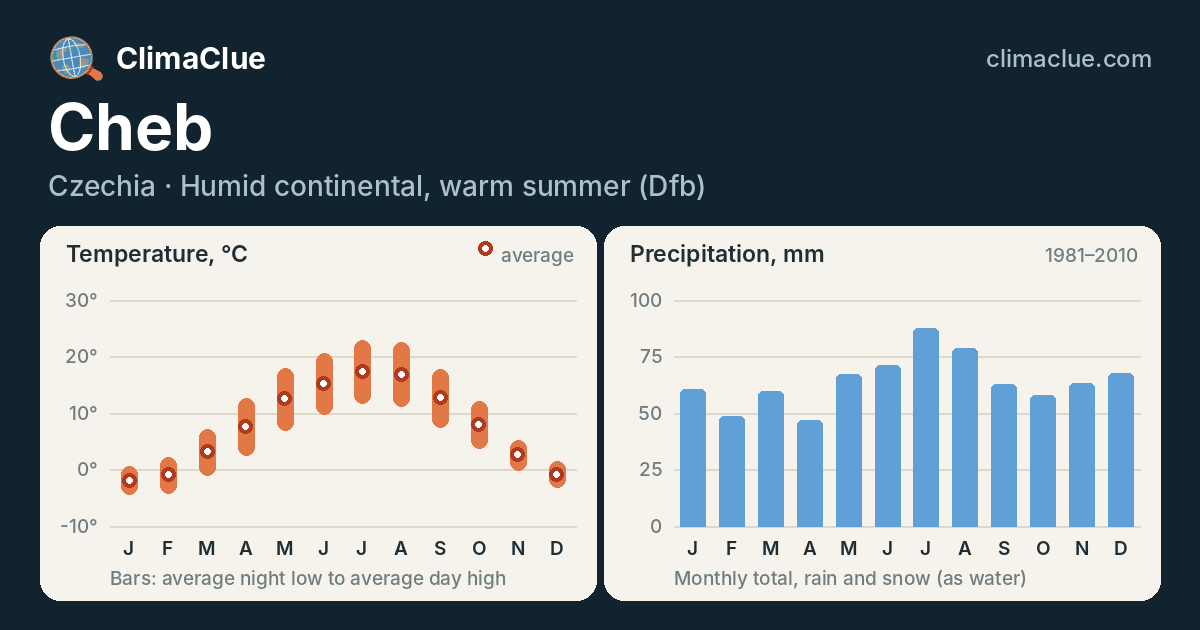 ClimaClue
climaclue.com
Cheb
Czechia · Humid continental, warm summer (Dfb)
Temperature, °C
average
30°
20°
10°
0°
-10°
J F M A M J J A S O N D
Bars: average night low to average day high
Precipitation, mm
1981–2010
100
75
50
25
0
J F M A M J J A S O N D
Monthly total, rain and snow (as water)